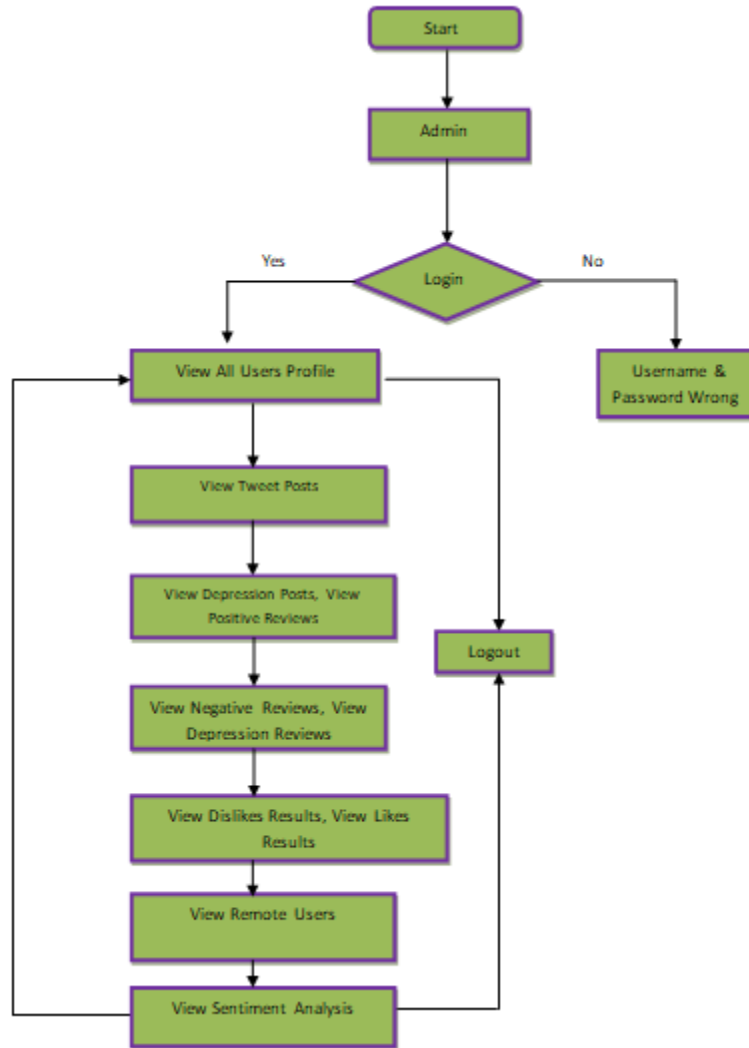 Start
Admin
Login
Yes
No
View All Users Profile
Username &
Password Wrong
View Tweet Posts
View Depression Posts, View
Positive Reviews
Logout
View Negative Reviews, View
Depression Reviews
View Dislikes Results, View Likes
Results
View Remote Users
View Sentiment Analysis